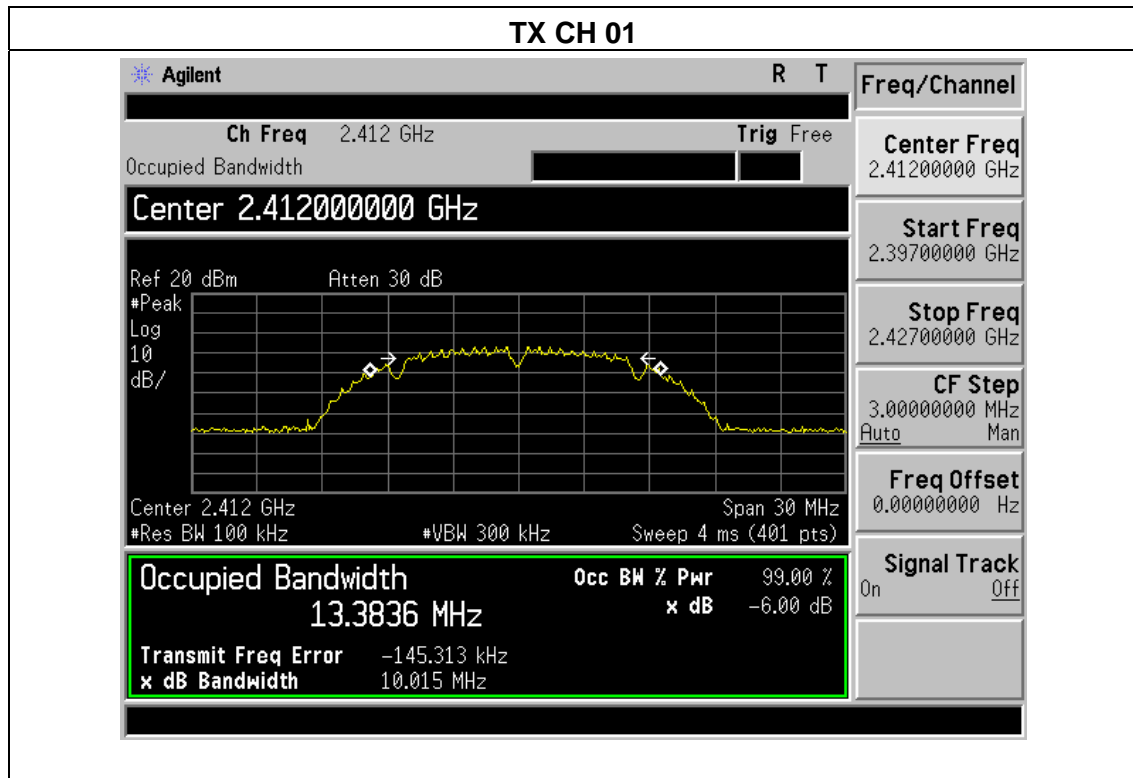 TX CH 01
Agilent R T
Ch Freq 2.412 GHz Trig Free
Occupied Bandwidth
Center 2.412000000 GHz
Ref 20 dBm Atten 30 dB
#Peak
Log
10
dB/
Center 2.412 GHz Span 30 MHz
#Res BW 100 kHz #VBW 300 kHz Sweep 4 ms (401 pts)
Occupied Bandwidth Occ BW % Pwr 99.00 %
13.3836 MHz x dB -6.00 dB
Transmit Freq Error -145.313 kHz
x dB Bandwidth 10.015 MHz
Freq/Channel
Center Freq
2.41200000 GHz
Start Freq
2.39700000 GHz
Stop Freq
2.42700000 GHz
CF Step
3.00000000 MHz
Auto Man
Freq Offset
0.00000000 Hz
Signal Track
On Off